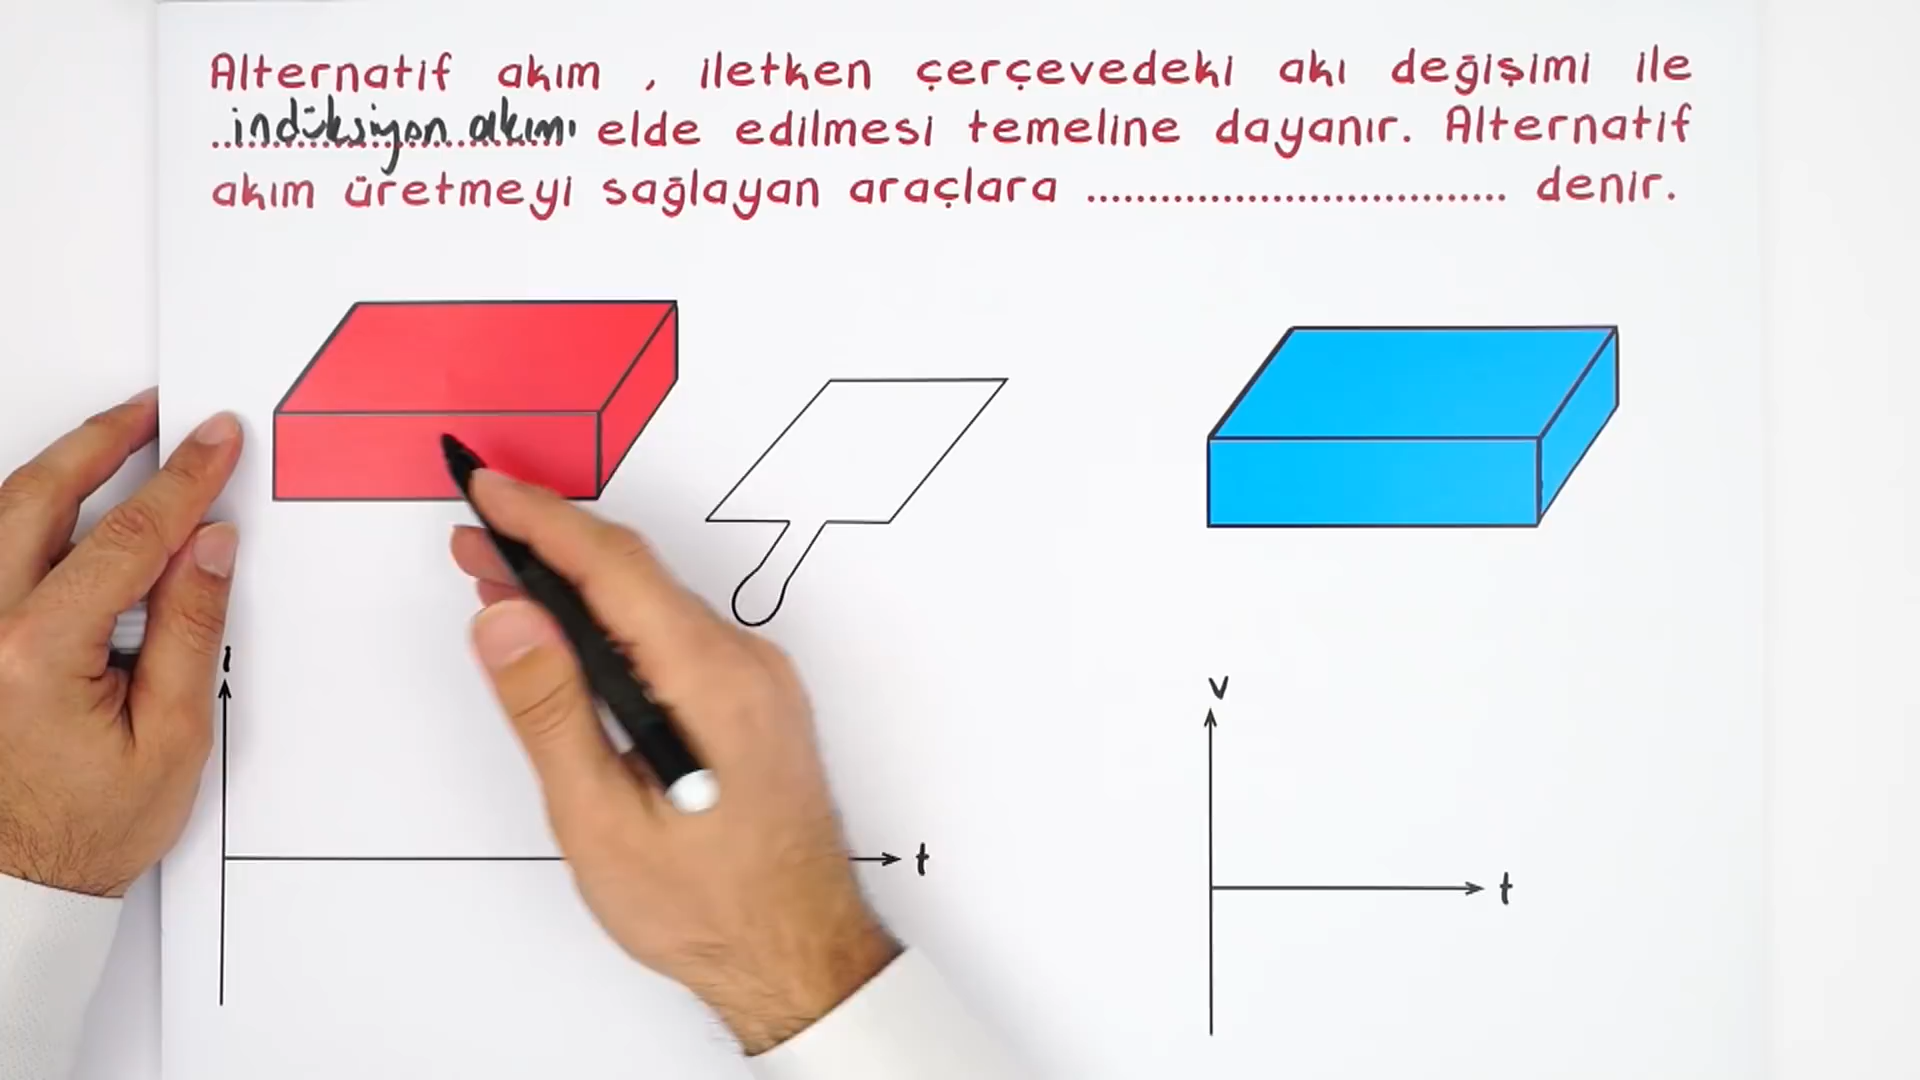 Alternatif akım , iletken çerçevedeki akı değişimi ile
indüksiyon akımı elde edilmesi temeline dayanır. Alternatif
akım üretmeyi sağlayan araçlara .................................. denir.
i
t
v
t